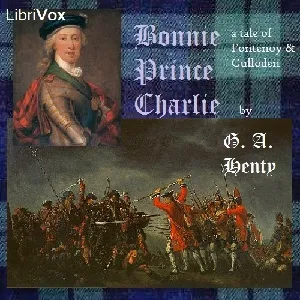 LibriVox
Bonnie
Prince
Charlie
a tale of
Fontenoy &
Culloden
by
G. A.
Henty